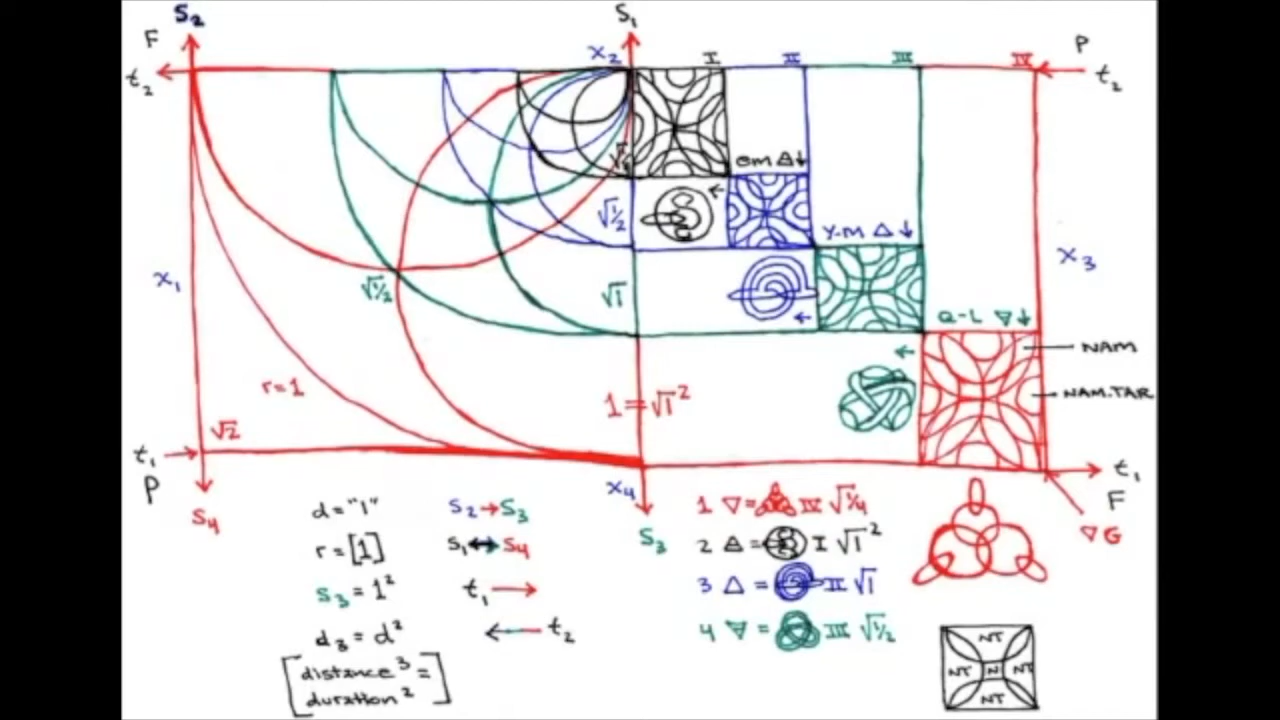 S₂
S₁
F
t₂
x₂
I
II
III
IV
P
t₂
√¼
em ↓
√½
Y.M △ ↓
x₁
√½
√1
x₃
Q-L ▽ ↓
NAM
r=1
1=√1²
NAM.TAR
√2
t₁
P
x₄
t₁
F
S₄
S₃
▽G
d="1"
S₂→S₃
1 ▽= IV √¼
r=[1]
S₁↔S₄
2 = I √1²
S₃=1²
t₁→
3 △= II √1
d₃=d²
←t₂
4 ▽= III √½
[distance³=
duration²]
NT
NT N NT
NT